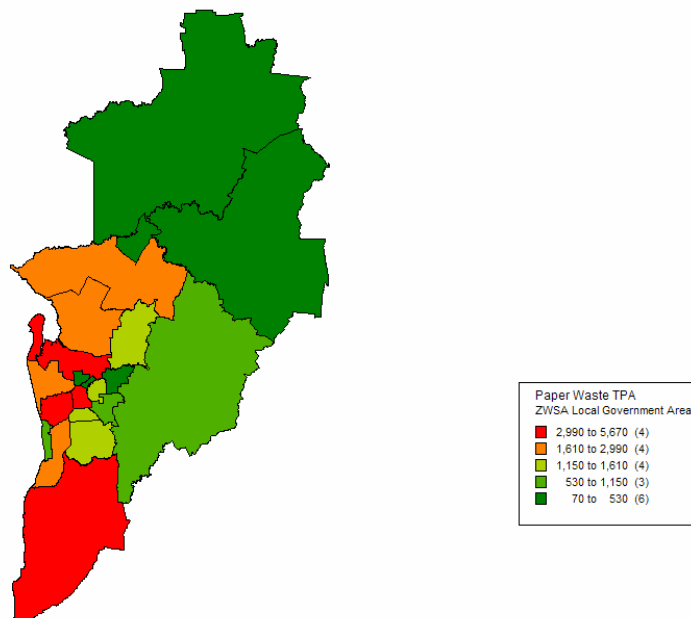 Paper Waste TPA
ZWSA Local Government Area
2,990 to 5,670 (4)
1,610 to 2,990 (4)
1,150 to 1,610 (4)
530 to 1,150 (3)
70 to 530 (6)